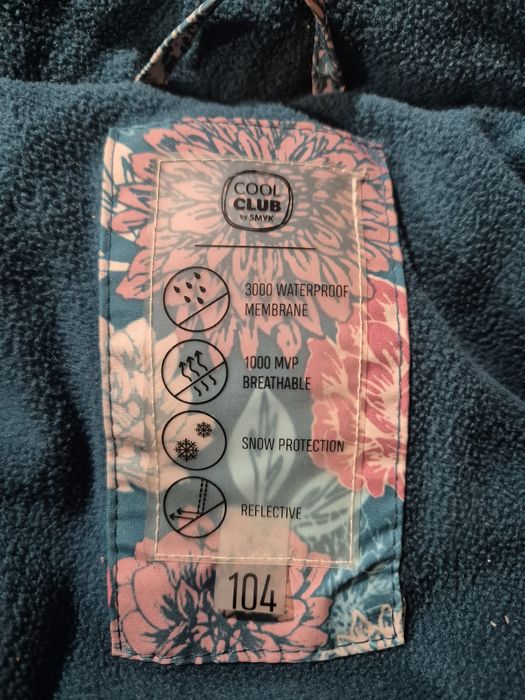 COOL
CLUB
BY SMYK
3000 WATERPROOF
MEMBRANE
1000 MVP
BREATHABLE
SNOW PROTECTION
REFLECTIVE
104